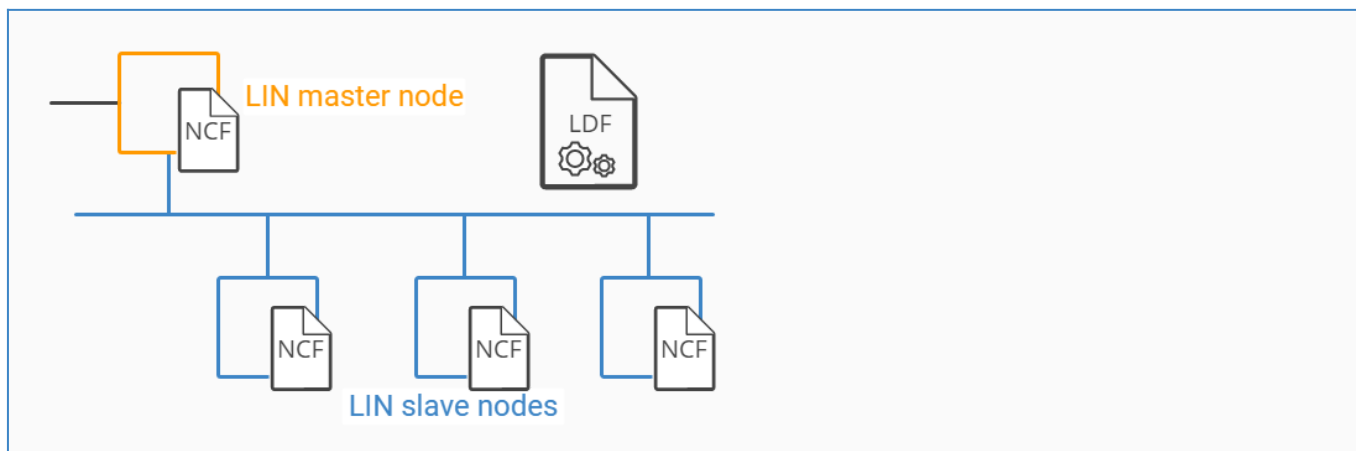 LIN master node
NCF
LDF
NCF
NCF
NCF
LIN slave nodes